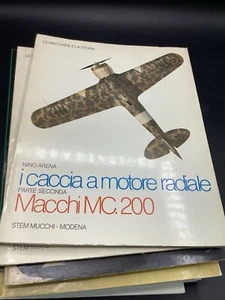 LE MACCHINE E LA STORIA
NINO ARENA
i caccia a motore radiale
PARTE SECONDA
Macchi MC. 200
STEM MUCCHI - MODENA